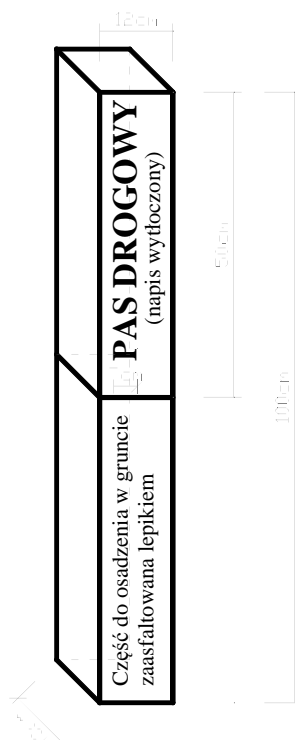 12cm
PAS DROGOWY
(napis wytłoczony)
50cm
100cm
Część do osadzenia w gruncie
zaasfaltowana lepikiem